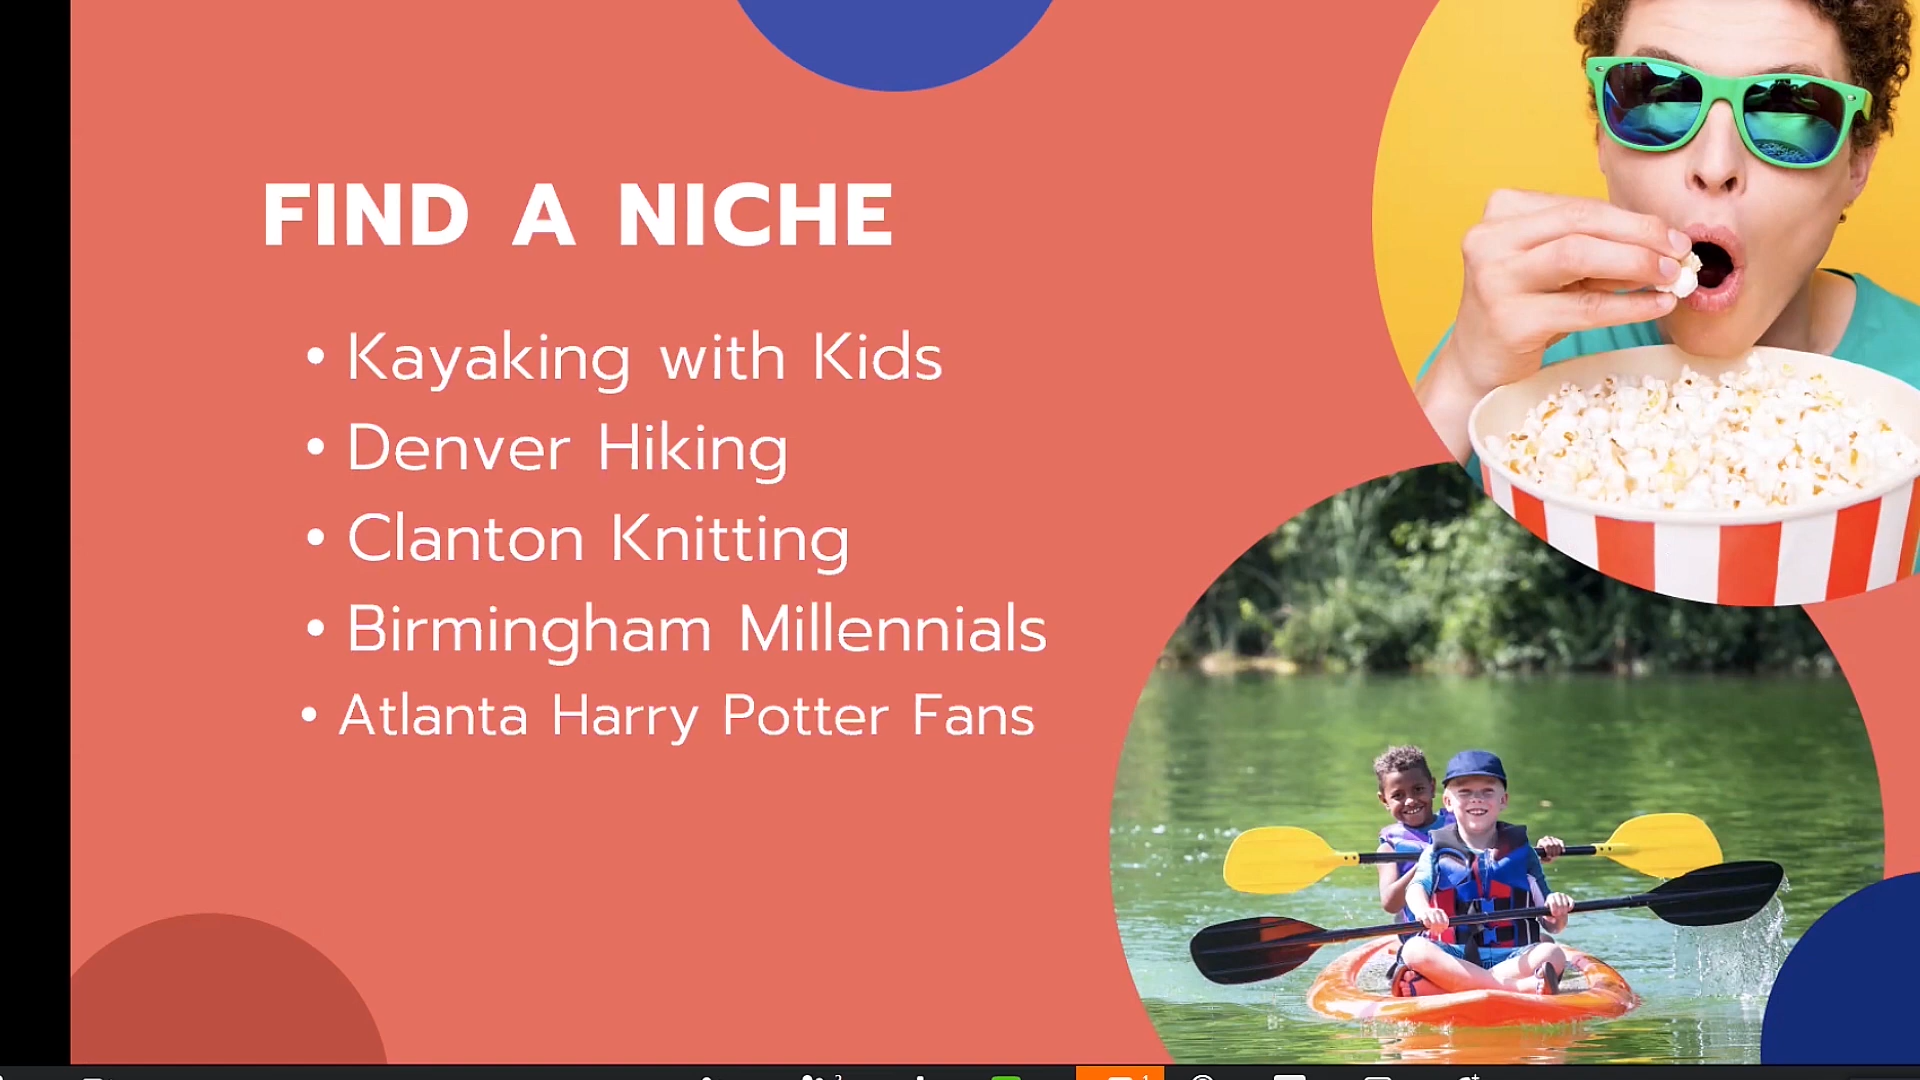 FIND A NICHE
• Kayaking with Kids
• Denver Hiking
• Clanton Knitting
• Birmingham Millennials
• Atlanta Harry Potter Fans